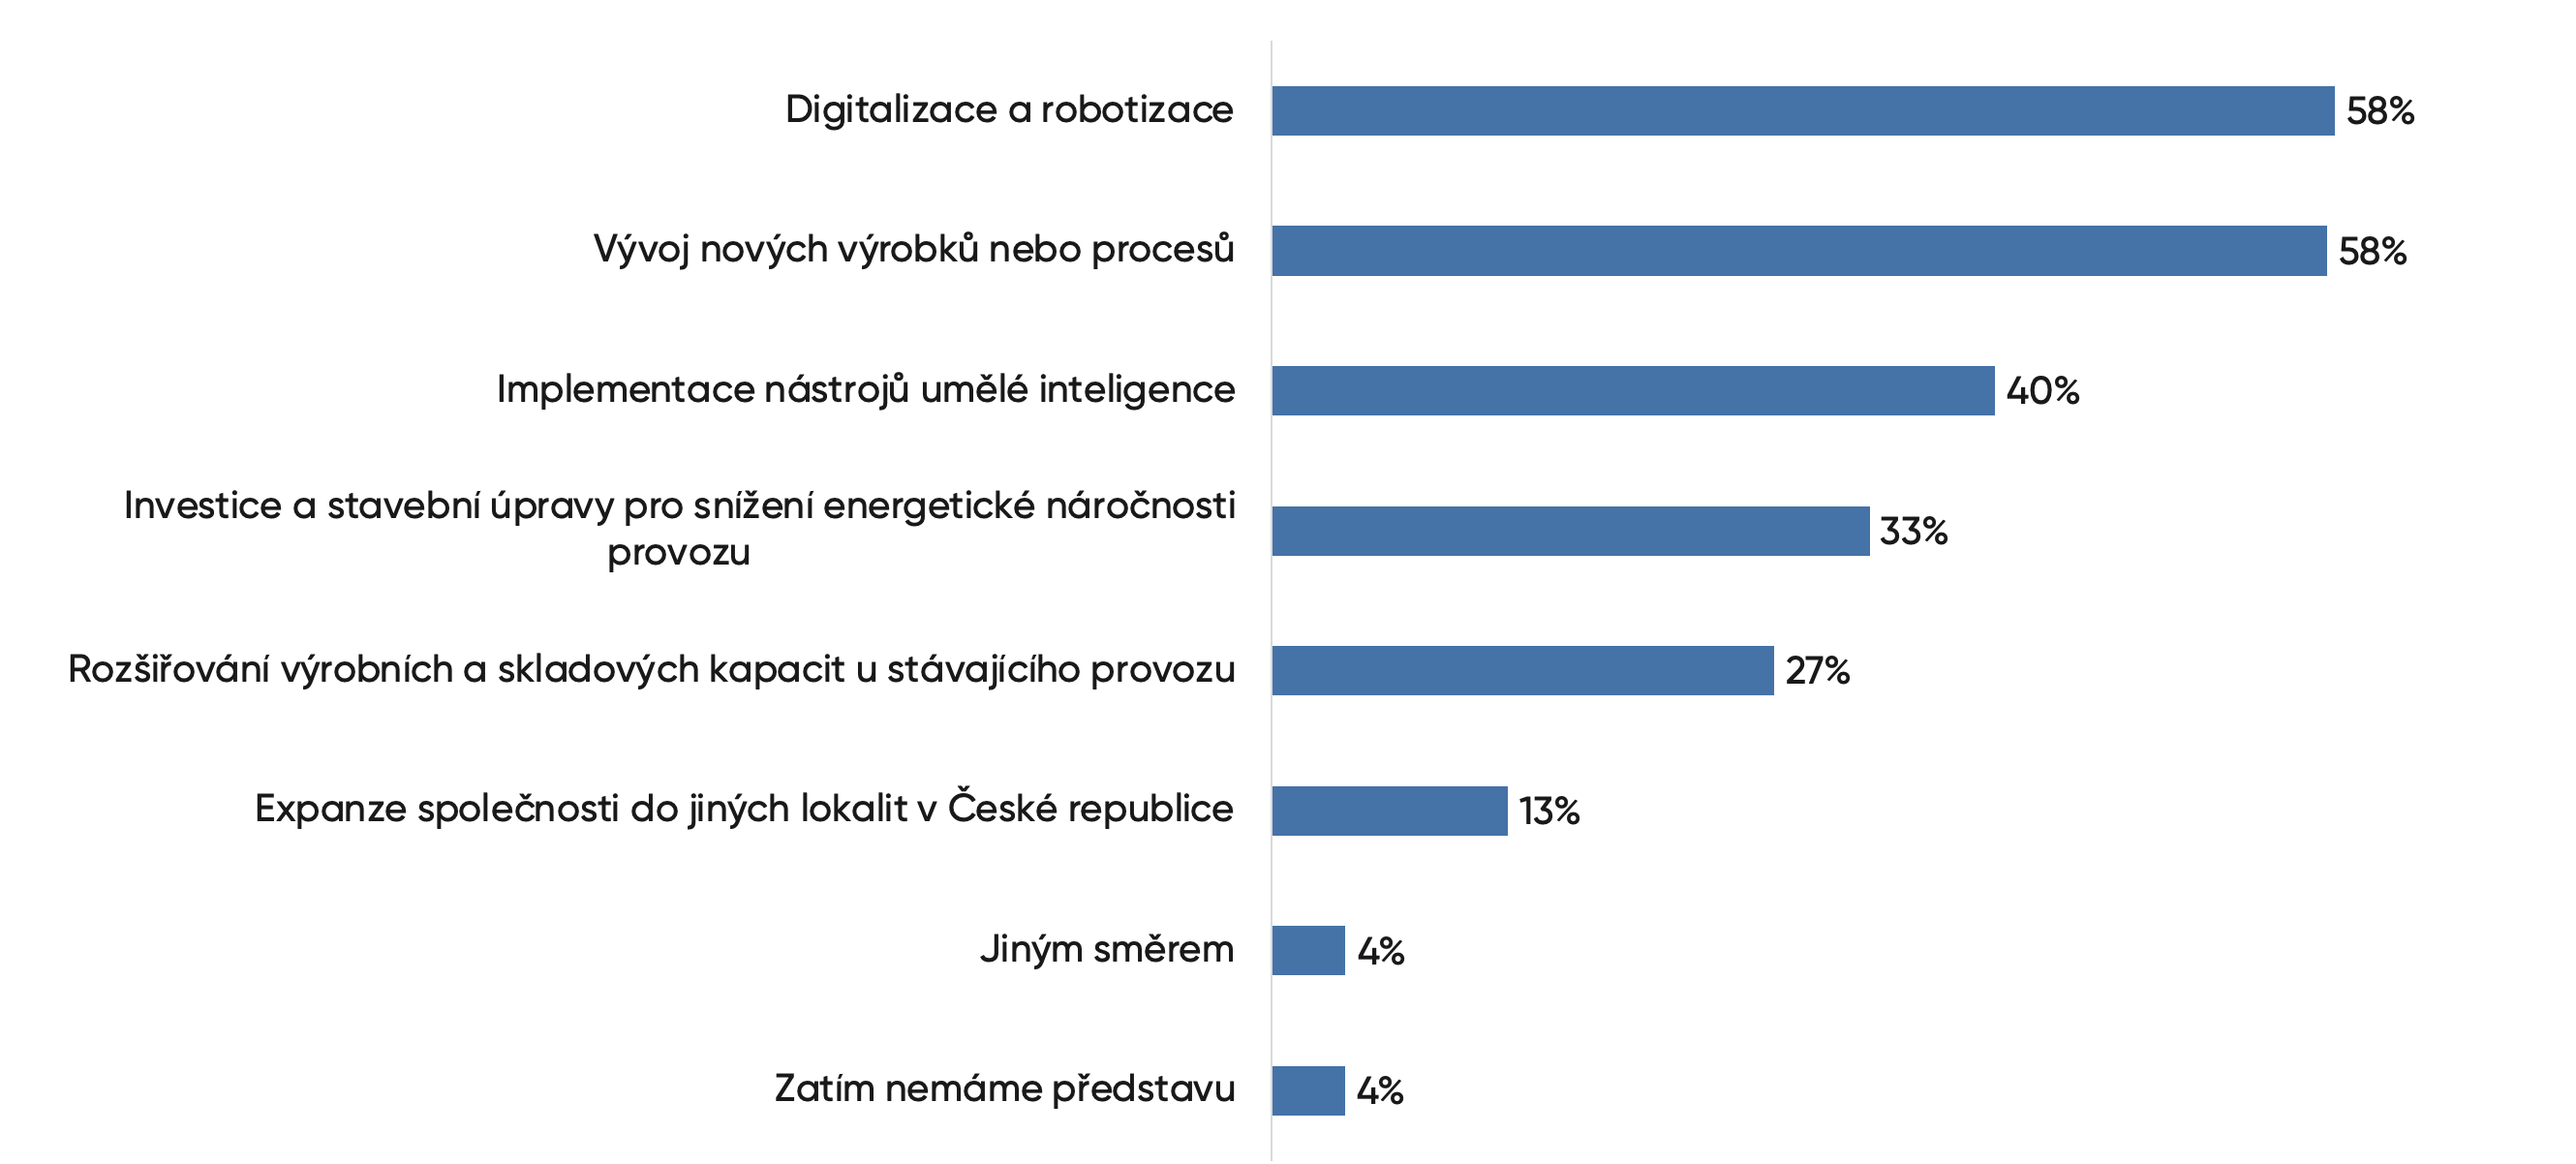 Digitalizace a robotizace 58%
Vývoj nových výrobků nebo procesů 58%
Implementace nástrojů umělé inteligence 40%
Investice a stavební úpravy pro snížení energetické náročnosti
provozu 33%
Rozšiřování výrobních a skladových kapacit u stávajícího provozu 27%
Expanze společnosti do jiných lokalit v České republice 13%
Jiným směrem 4%
Zatím nemáme představu 4%